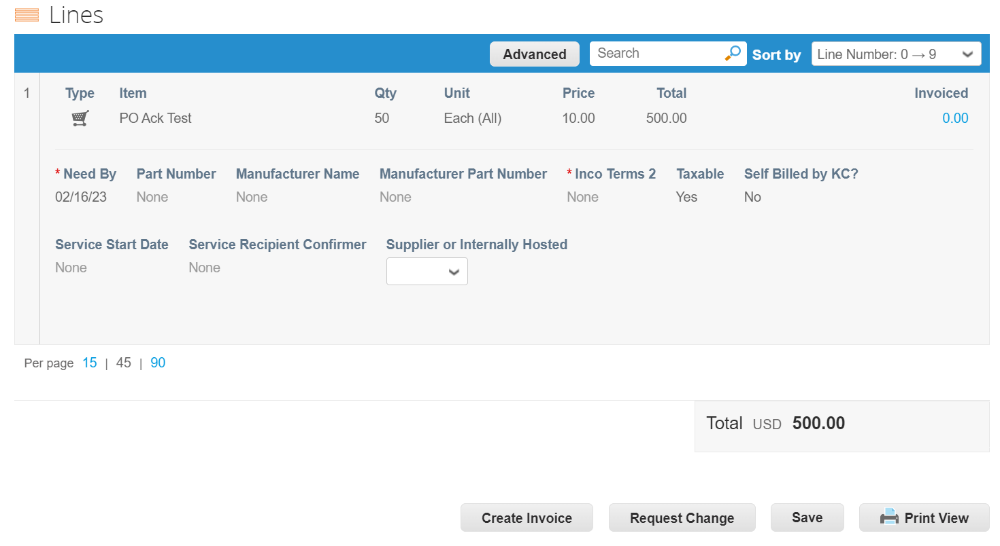 Lines
Advanced Search Sort by Line Number: 0 → 9
1 Type Item Qty Unit Price Total Invoiced
PO Ack Test 50 Each (All) 10.00 500.00 0.00
* Need By Part Number Manufacturer Name Manufacturer Part Number * Inco Terms 2 Taxable Self Billed by KC?
02/16/23 None None None None Yes No
Service Start Date Service Recipient Confirmer Supplier or Internally Hosted
None None
Per page 15 | 45 | 90
Total USD 500.00
Create Invoice Request Change Save Print View